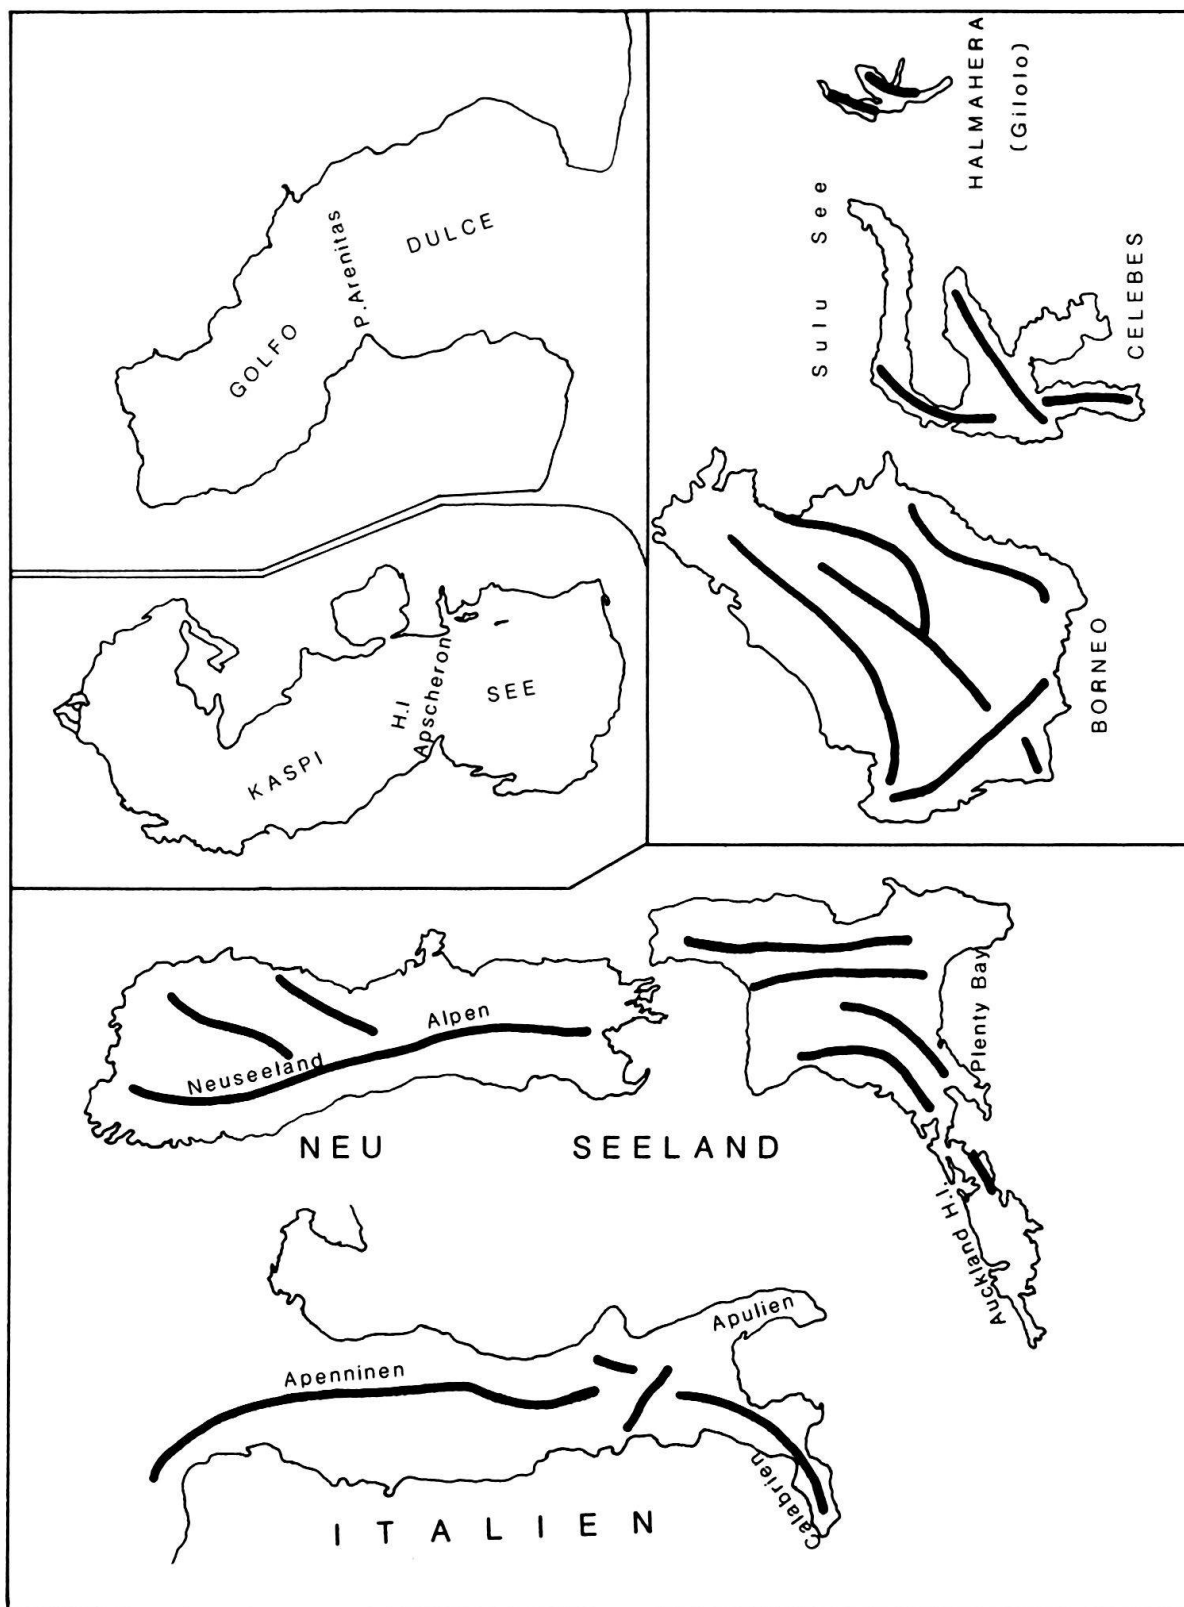 GOLFO
DULCE
P. Arenitas
KASPI
SEE
H.I
Apscheron
HALMAHERA
(Gilolo)
Sulu See
CELEBES
BORNEO
Neuseeland
Alpen
NEU SEELAND
Plenty Bay
Auckland H.I.
Apenninen
Apulien
Calabrien
ITALIEN